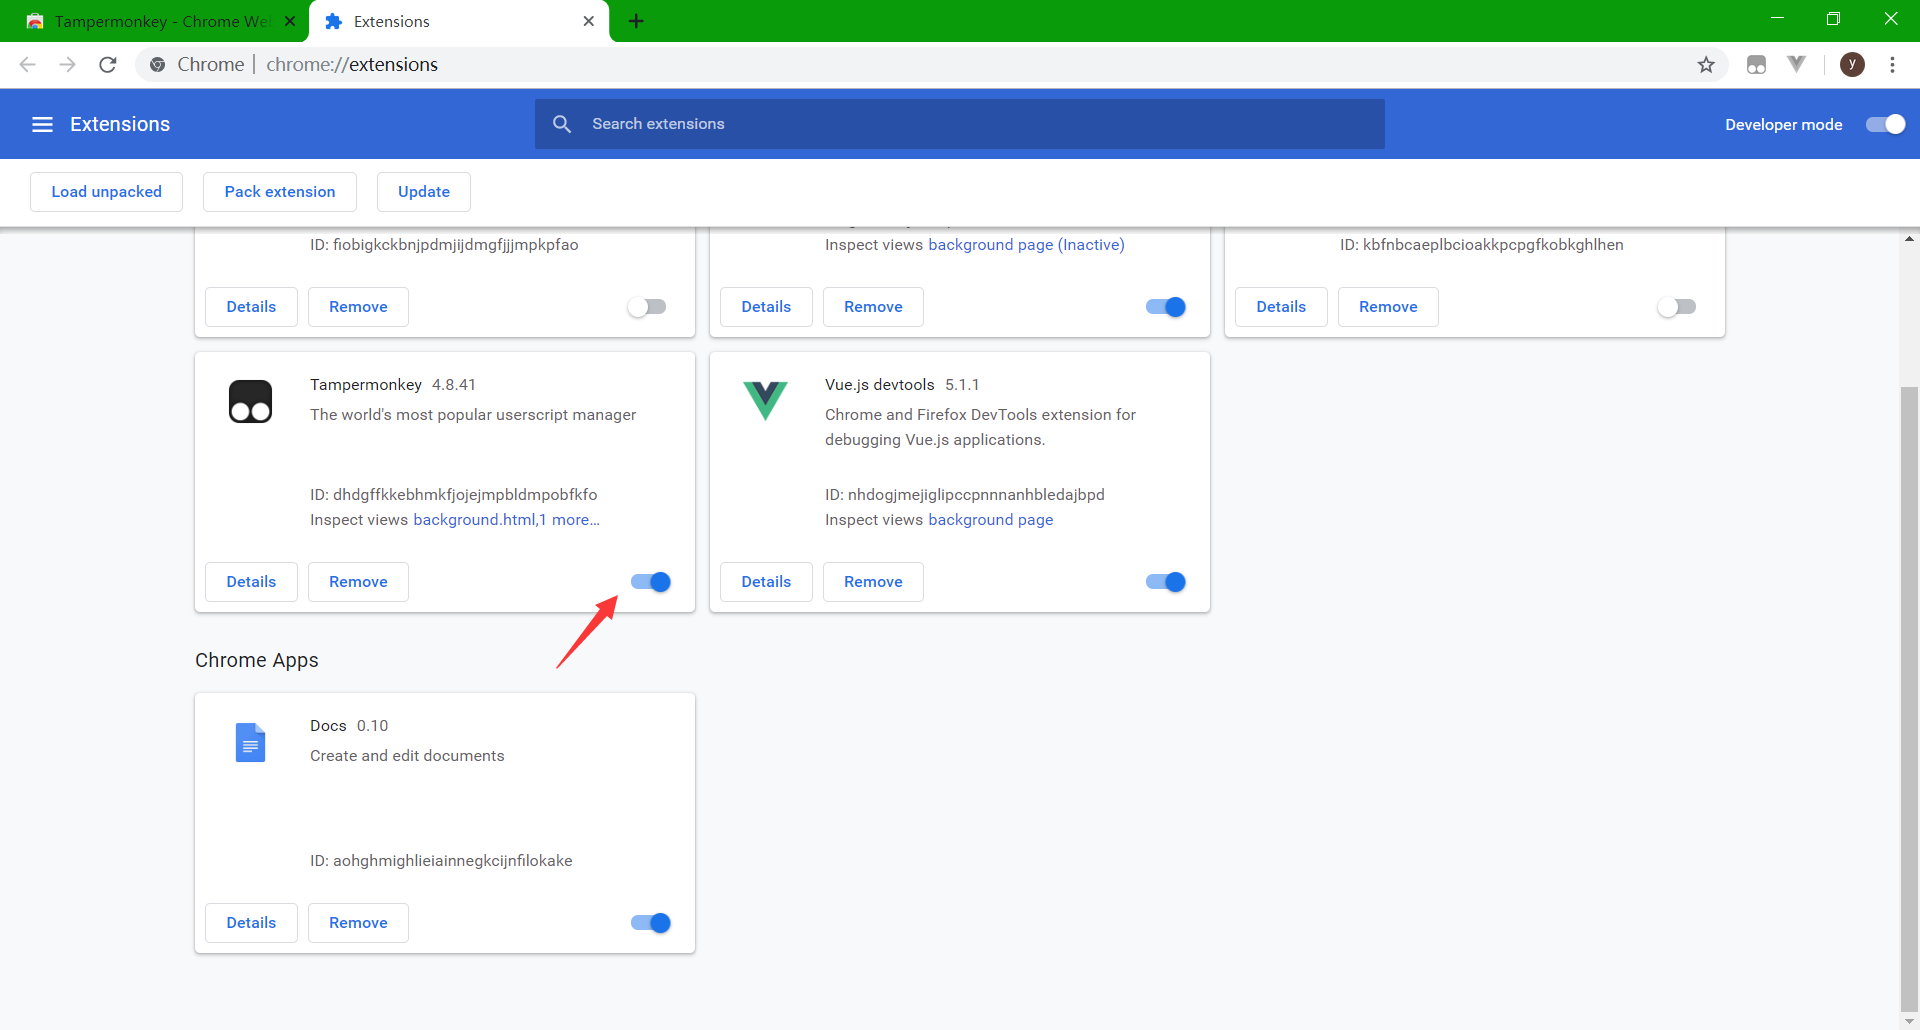 Tampermonkey - Chrome We
Extensions
Chrome | chrome://extensions
y
Extensions
Search extensions
Developer mode
Load unpacked
Pack extension
Update
ID: fiobigkckbnjpdmjijdmgfjjjmpkpfao
Inspect views background page (Inactive)
ID: kbfnbcaeplbcioakkpcpgfkobkghlhen
Details
Remove
Details
Remove
Details
Remove
Tampermonkey 4.8.41
The world's most popular userscript manager
ID: dhdgffkkebhmkfjojejmpbldmpobfkfo
Inspect views background.html,1 more...
Details
Remove
Vue.js devtools 5.1.1
Chrome and Firefox DevTools extension for
debugging Vue.js applications.
ID: nhdogjmejiglipccpnnnanhbledajbpd
Inspect views background page
Details
Remove
Chrome Apps
Docs 0.10
Create and edit documents
ID: aohghmighlieiainnegkcijnfilokake
Details
Remove